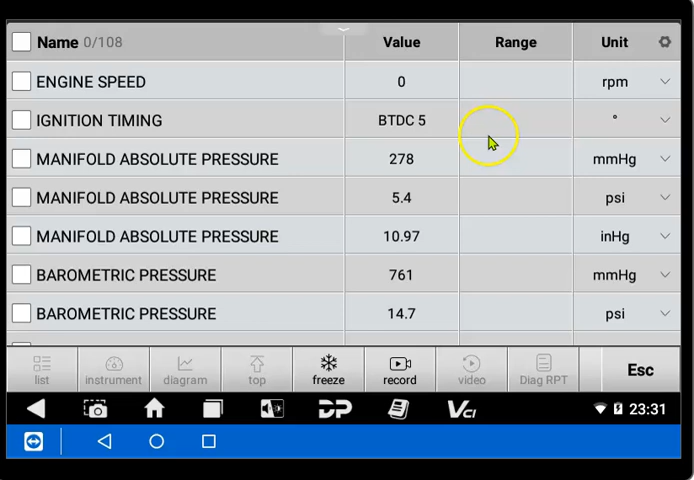 Name 0/108 Value Range Unit
ENGINE SPEED 0 rpm
IGNITION TIMING BTDC 5 °
MANIFOLD ABSOLUTE PRESSURE 278 mmHg
MANIFOLD ABSOLUTE PRESSURE 5.4 psi
MANIFOLD ABSOLUTE PRESSURE 10.97 inHg
BAROMETRIC PRESSURE 761 mmHg
BAROMETRIC PRESSURE 14.7 psi
list instrument diagram top freeze record video Diag RPT Esc
DP VCI 23:31